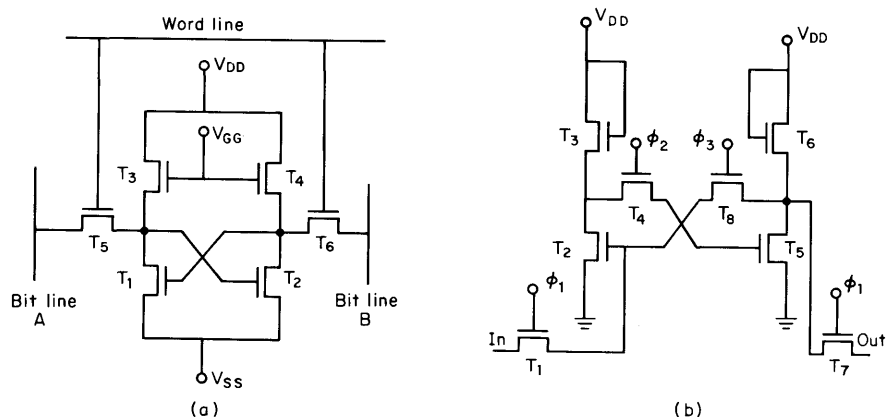 Word line
V_DD
V_GG
T_3
T_4
T_5
T_6
T_1
T_2
Bit line
A
Bit line
B
V_SS
(a)
V_DD
V_DD
T_3
ϕ_2
ϕ_3
T_6
T_4
T_8
T_2
T_5
ϕ_1
ϕ_1
In
Out
T_1
T_7
(b)